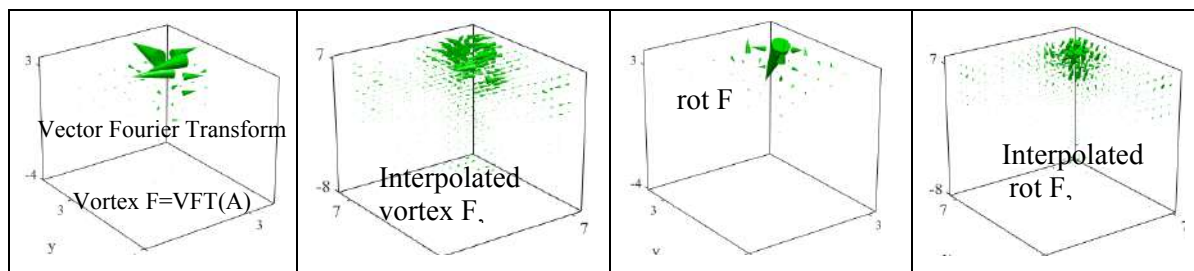 3
Vector Fourier Transform
-4
Vortex F=VFT(A)
3
3
y
7
Interpolated
vortex F,
-8
7
7
3
rot F
-4
3
3
7
Interpolated
rot F,
-8
7
7